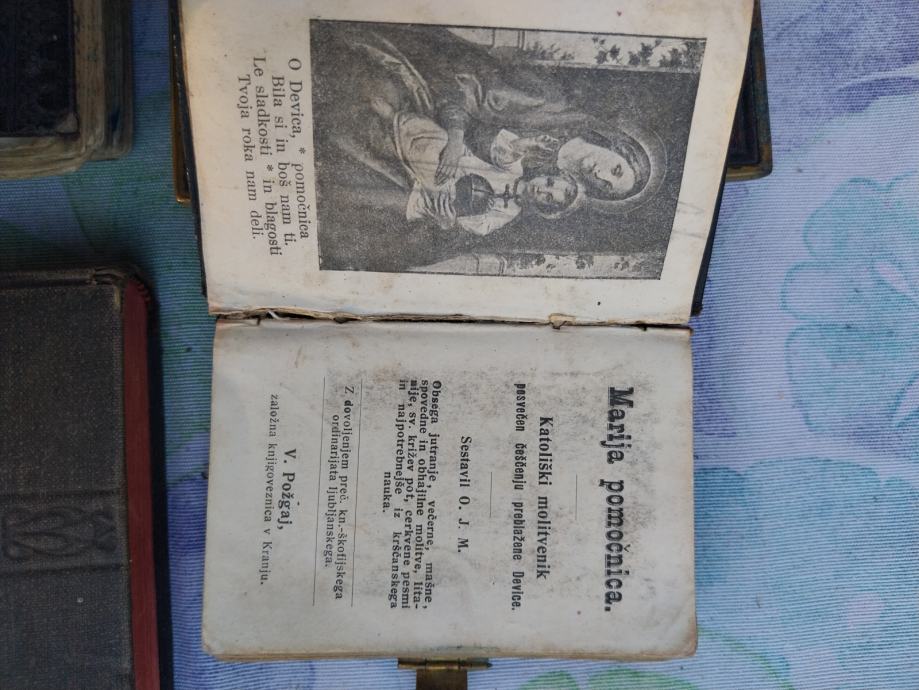 O Devica, * pomočnica
Bila si in boš nam ti.
Le sladkosti * in blagosti
Tvoja roka nam deli.
Marija pomočnica.
Katoliški molitvenik
posvečen češčenju preblažene Device.
Sestavil O. J. M.
Obsega jutranje, večerne, mašne,
spovedne in obhajilne molitve, lita-
nije, sv. križev pot, cerkvene pesmi
in najpotrebnejše iz krščanskega
nauka.
Z dovoljenjem preč. kn.-škofijskega
ordinarijata ljubljanskega.
V. Požgaj,
založna knjigoveznica v Kranju.